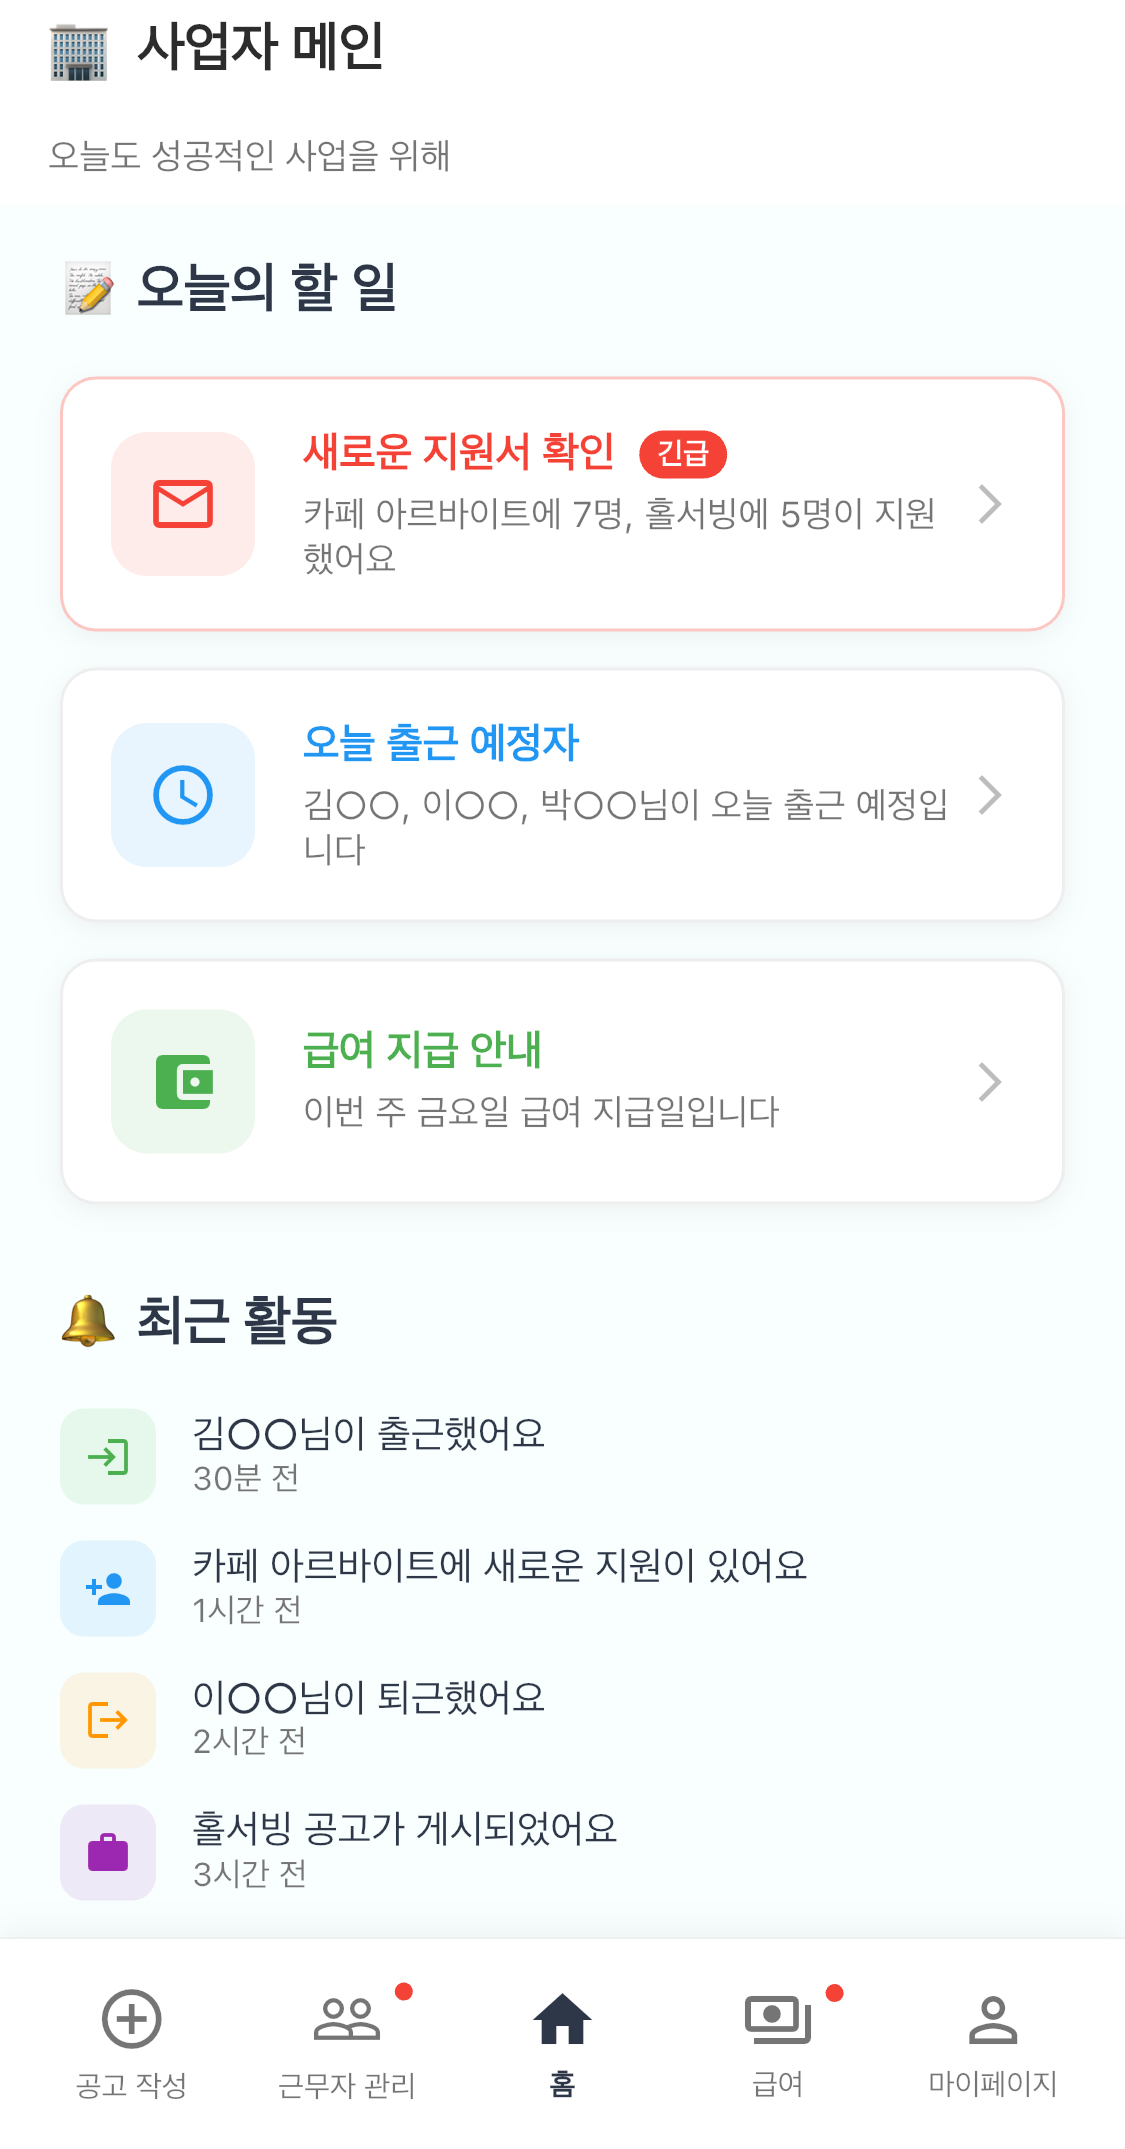 사업자 메인
오늘도 성공적인 사업을 위해
오늘의 할 일
새로운 지원서 확인 긴급
카페 아르바이트에 7명, 홀서빙에 5명이 지원
했어요
오늘 출근 예정자
김○○, 이○○, 박○○님이 오늘 출근 예정입
니다
급여 지급 안내
이번 주 금요일 급여 지급일입니다
최근 활동
김○○님이 출근했어요
30분 전
카페 아르바이트에 새로운 지원이 있어요
1시간 전
이○○님이 퇴근했어요
2시간 전
홀서빙 공고가 게시되었어요
3시간 전
공고 작성 근무자 관리 홈 급여 마이페이지